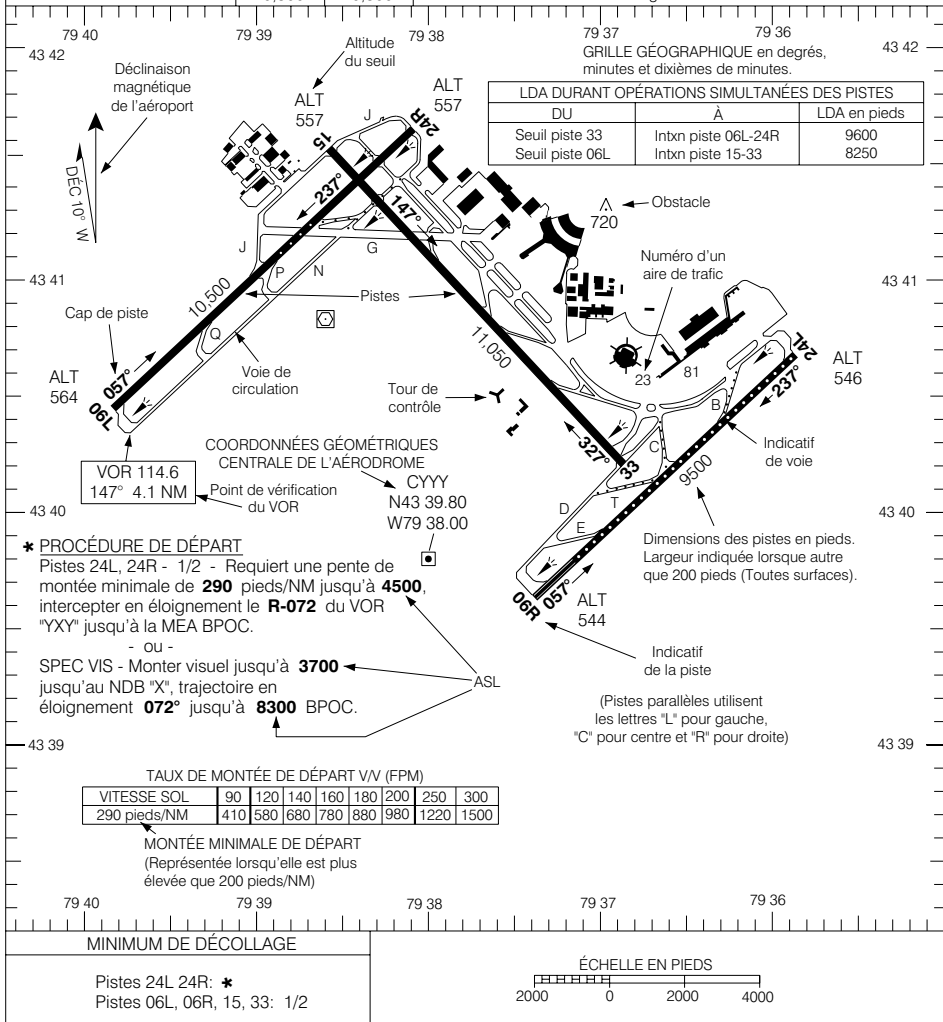 79 40
79 39
79 38
79 37
79 36
43 42
43 42
GRILLE GÉOGRAPHIQUE en degrés,
minutes et dixièmes de minutes.
Altitude
du seuil
Déclinaison
magnétique
de l'aéroport
DÉC 10° W
LDA DURANT OPÉRATIONS SIMULTANÉES DES PISTES
DU À LDA en pieds
Seuil piste 33 Intxn piste 06L-24R 9600
Seuil piste 06L Intxn piste 15-33 8250
ALT
557
ALT
557
J
15
24R
237°
147°
Obstacle
720
J
G
P
N
Q
43 41
43 41
10,500
Pistes
Numéro d'un
aire de trafic
Cap de piste
11,050
Voie de
circulation
ALT
564
057°
06L
Tour de
contrôle
23
81
24L
ALT
546
237°
B
C
Indicatif
de voie
327°
33
9500
VOR 114.6
147° 4.1 NM
Point de vérification
du VOR
COORDONNÉES GÉOMÉTRIQUES
CENTRALE DE L'AÉRODROME
CYYY
N43 39.80
W79 38.00
D
T
E
43 40
43 40
Dimensions des pistes en pieds.
Largeur indiquée lorsque autre
que 200 pieds (Toutes surfaces).
06R
057°
ALT
544
Indicatif
de la piste
(Pistes parallèles utilisent
les lettres "L" pour gauche,
"C" pour centre et "R" pour droite)
* PROCÉDURE DE DÉPART
Pistes 24L, 24R - 1/2 - Requiert une pente de
montée minimale de 290 pieds/NM jusqu'à 4500,
intercepter en éloignement le R-072 du VOR
"YXY" jusqu'à la MEA BPOC.
- ou -
SPEC VIS - Monter visuel jusqu'à 3700
jusqu'au NDB "X", trajectoire en
éloignement 072° jusqu'à 8300 BPOC.
ASL
43 39
43 39
TAUX DE MONTÉE DE DÉPART V/V (FPM)
VITESSE SOL 90 120 140 160 180 200 250 300
290 pieds/NM 410 580 680 780 880 980 1220 1500
MONTÉE MINIMALE DE DÉPART
(Représentée lorsqu'elle est plus
élevée que 200 pieds/NM)
79 40
79 39
79 38
79 37
79 36
MINIMUM DE DÉCOLLAGE
Pistes 24L 24R: *
Pistes 06L, 06R, 15, 33: 1/2
ÉCHELLE EN PIEDS
2000 0 2000 4000